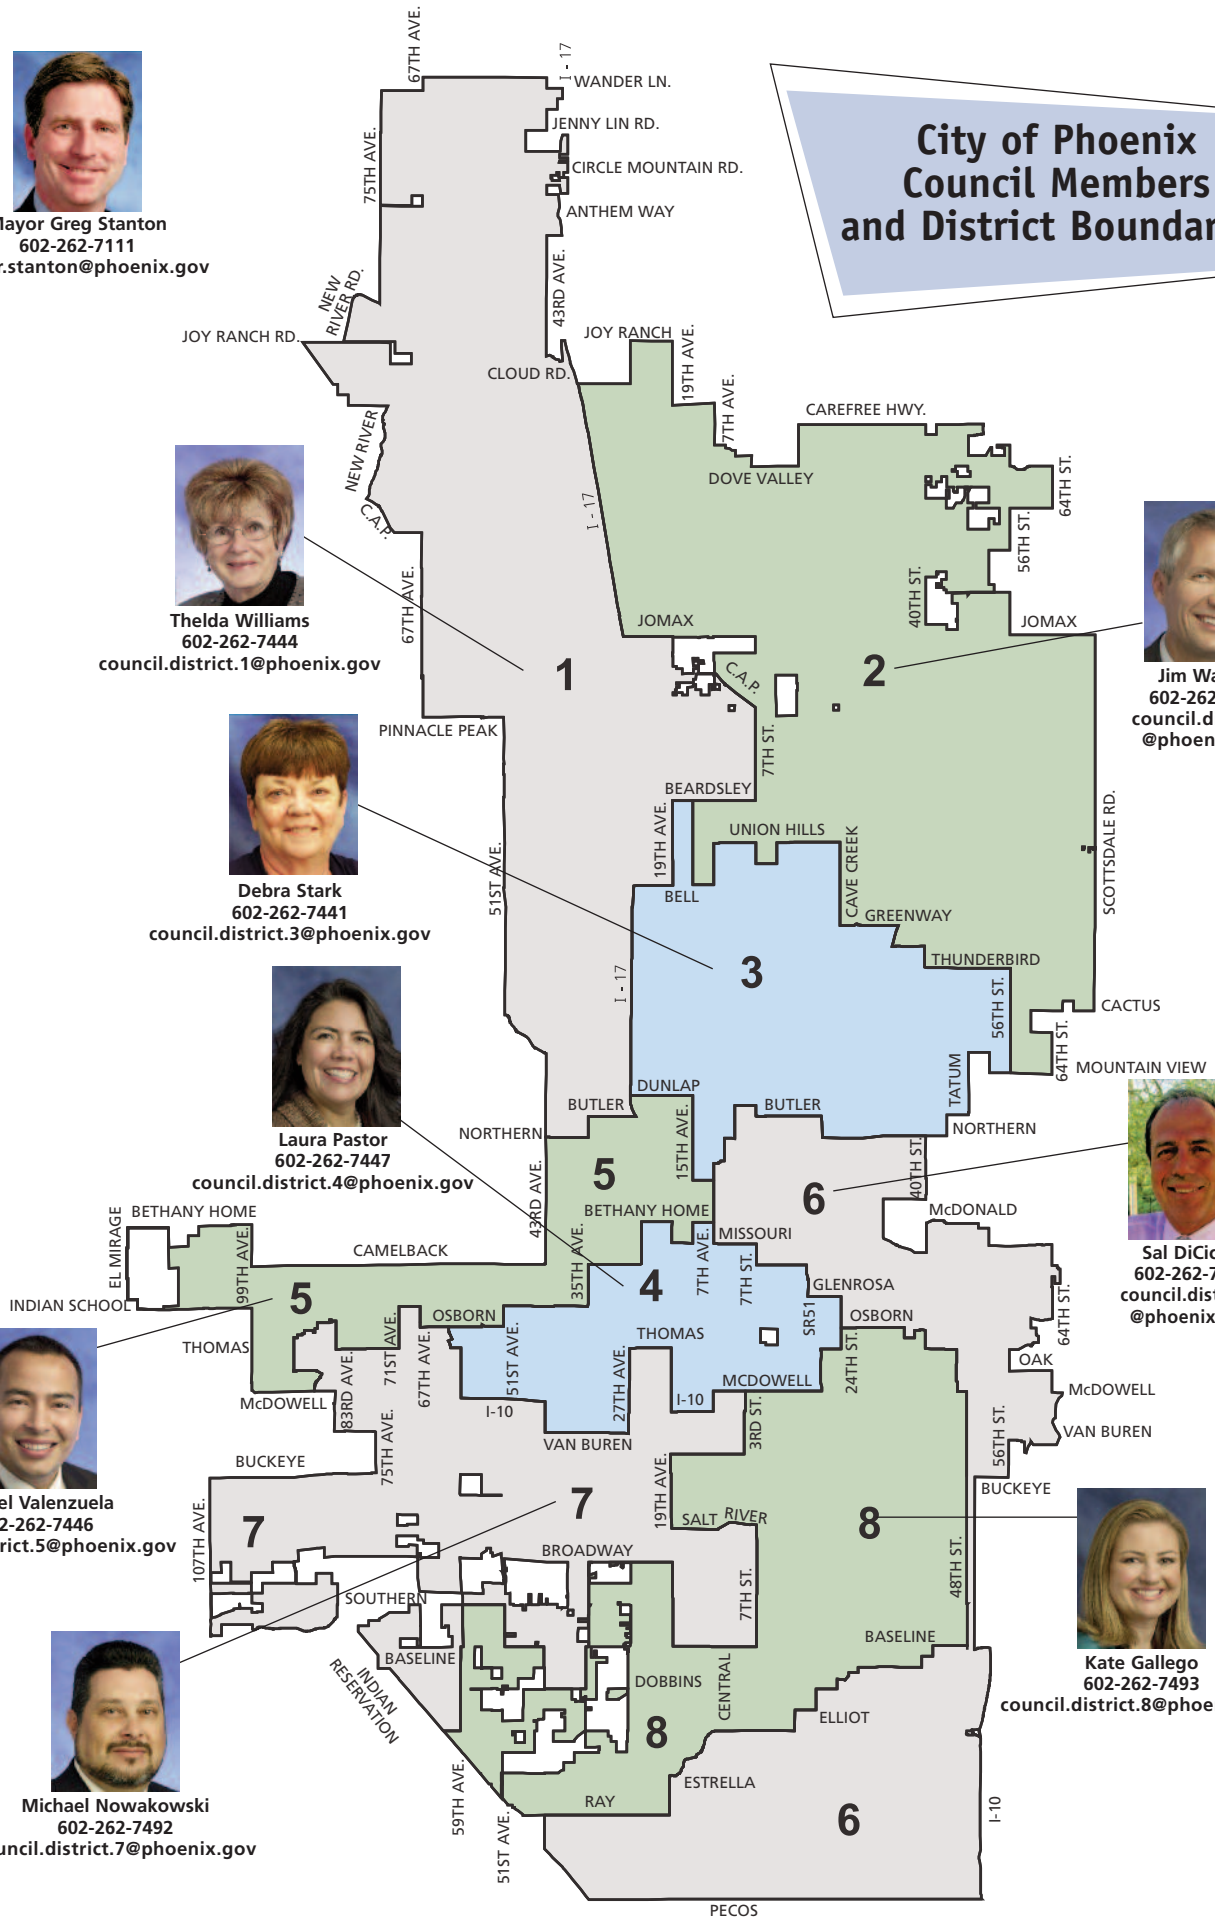 City of Phoenix
Council Members
and District Boundar
Mayor Greg Stanton
602-262-7111
r.stanton@phoenix.gov
67TH AVE.
I - 17
WANDER LN.
JENNY LIN RD.
75TH AVE.
CIRCLE MOUNTAIN RD.
ANTHEM WAY
NEW
RIVER RD.
43RD AVE.
JOY RANCH RD.
JOY RANCH
19TH AVE.
CLOUD RD.
7TH AVE.
CAREFREE HWY.
NEW RIVER
DOVE VALLEY
64TH ST.
C.A.P.
I - 17
56TH ST.
Thelda Williams
602-262-7444
council.district.1@phoenix.gov
67TH AVE.
40TH ST.
JOMAX
JOMAX
1
2
C.A.P.
Jim Wa
602-262
council.d
@phoen
PINNACLE PEAK
7TH ST.
BEARDSLEY
SCOTTSDALE RD.
19TH AVE.
UNION HILLS
CAVE CREEK
51ST AVE.
BELL
GREENWAY
Debra Stark
602-262-7441
council.district.3@phoenix.gov
THUNDERBIRD
3
I - 17
56TH ST.
CACTUS
64TH ST.
MOUNTAIN VIEW
TATUM
DUNLAP
BUTLER
BUTLER
NORTHERN
NORTHERN
Laura Pastor
602-262-7447
council.district.4@phoenix.gov
15TH AVE.
5
40TH ST.
6
43RD AVE.
BETHANY HOME
BETHANY HOME
McDONALD
EL MIRAGE
MISSOURI
CAMELBACK
99TH AVE.
35TH AVE.
7TH AVE.
7TH ST.
4
GLENROSA
Sal DiCic
602-262-7
council.dist
@phoenix
INDIAN SCHOOL
5
OSBORN
SR51
OSBORN
64TH ST.
THOMAS
THOMAS
71ST AVE.
67TH AVE.
51ST AVE.
24TH ST.
OAK
MCDOWELL
McDOWELL
McDOWELL
83RD AVE.
I-10
27TH AVE.
I-10
3RD ST.
VAN BUREN
VAN BUREN
56TH ST.
75TH AVE.
BUCKEYE
BUCKEYE
el Valenzuela
2-262-7446
rict.5@phoenix.gov
107TH AVE.
7
7
19TH AVE.
SALT RIVER
8
BROADWAY
48TH ST.
7TH ST.
SOUTHERN
BASELINE
BASELINE
INDIAN
RESERVATION
DOBBINS
CENTRAL
Kate Gallego
602-262-7493
council.district.8@phoe
ELLIOT
8
59TH AVE.
ESTRELLA
RAY
51ST AVE.
6
I-10
Michael Nowakowski
602-262-7492
uncil.district.7@phoenix.gov
PECOS